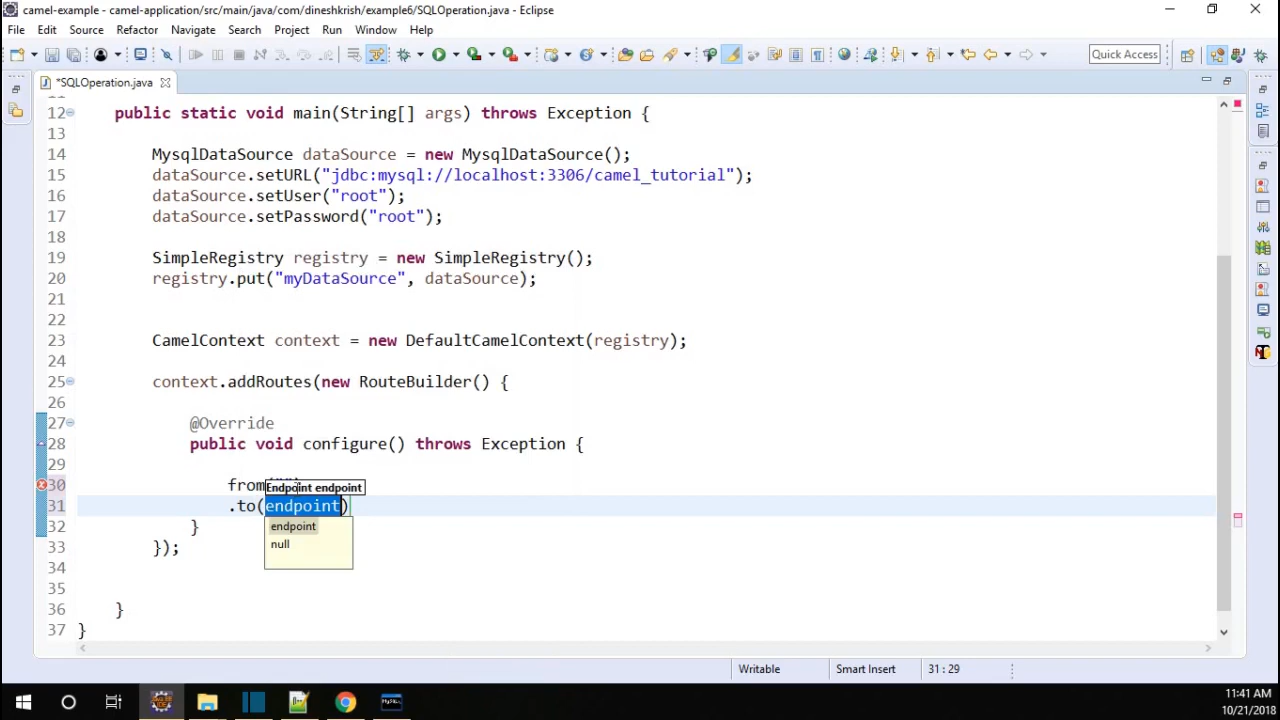 camel-example - camel-application/src/main/java/com/dineshkrish/example6/SQLOperation.java - Eclipse
File Edit Source Refactor Navigate Search Project Run Window Help
Quick Access
*SQLOperation.java
12 public static void main(String[] args) throws Exception {
13
14 MysqlDataSource dataSource = new MysqlDataSource();
15 dataSource.setURL("jdbc:mysql://localhost:3306/camel_tutorial");
16 dataSource.setUser("root");
17 dataSource.setPassword("root");
18
19 SimpleRegistry registry = new SimpleRegistry();
20 registry.put("myDataSource", dataSource);
21
22
23 CamelContext context = new DefaultCamelContext(registry);
24
25 context.addRoutes(new RouteBuilder() {
26
27 @Override
28 public void configure() throws Exception {
29
30 from
Endpoint endpoint
31 .to(endpoint)
endpoint
32 }
null
33 });
34
35
36 }
37 }
Writable Smart Insert 31 : 29
11:41 AM
10/21/2018